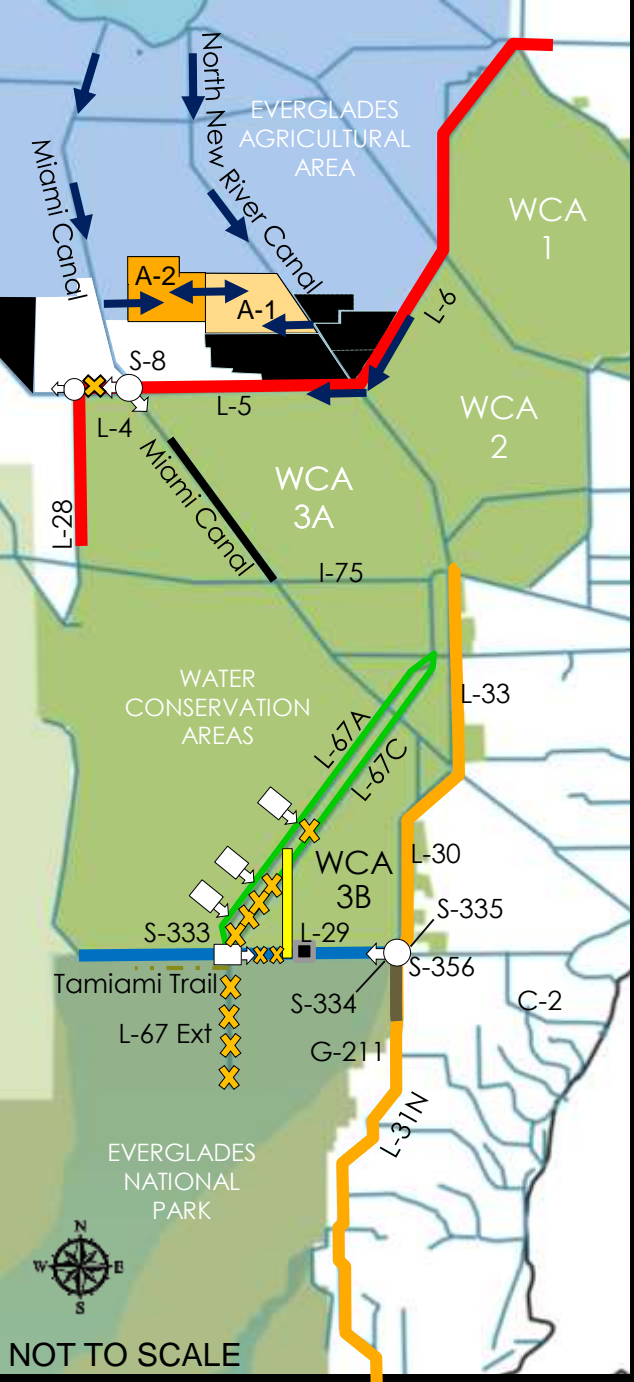 North New River Canal
EVERGLADES
AGRICULTURAL
AREA
Miami Canal
WCA
1
A-2
A-1
L-6
S-8
L-5
L-4
WCA
2
WCA
3A
Miami Canal
L-28
I-75
WATER
CONSERVATION
AREAS
L-33
L-67A
L-67C
WCA
3B
L-30
S-335
S-333
L-29
S-356
Tamiami Trail
S-334
C-2
L-67 Ext
G-211
L-31N
EVERGLADES
NATIONAL
PARK
N
W
E
S
NOT TO SCALE